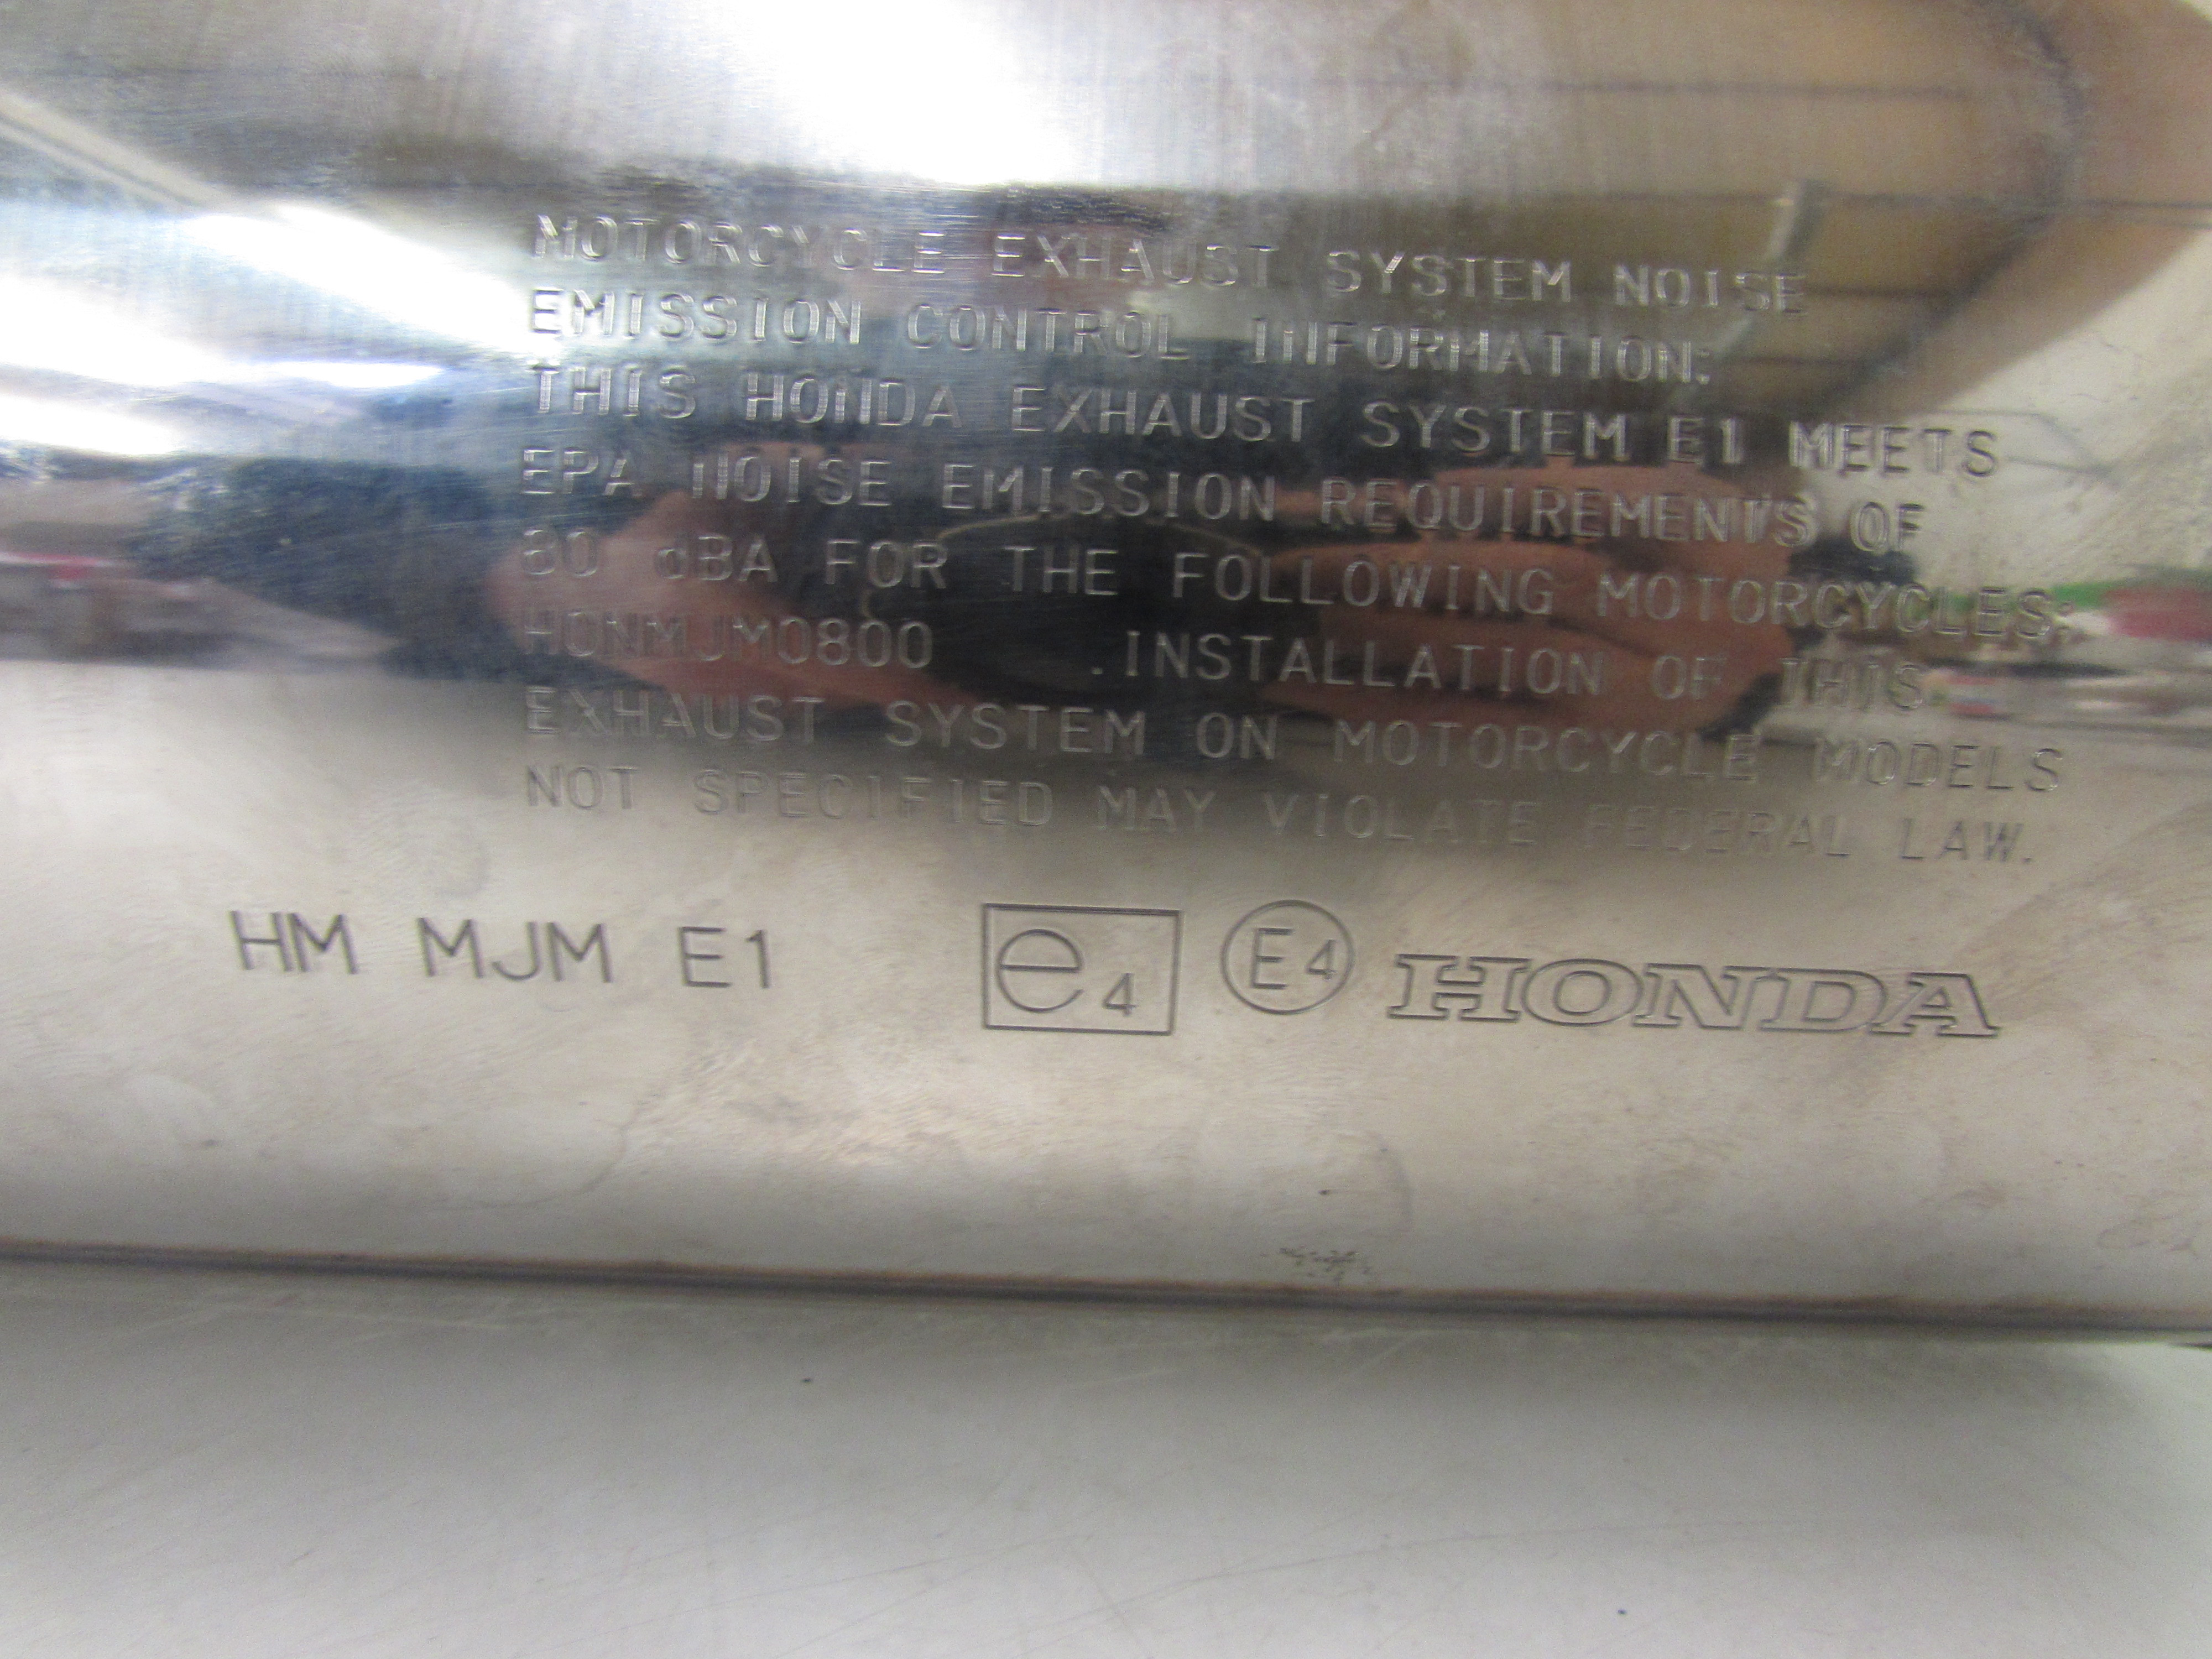 MOTORCYCLE EXHAUST SYSTEM NOISE
EMISSION CONTROL INFORMATION:
THIS HONDA EXHAUST SYSTEM E1 MEETS
EPA NOISE EMISSION REQUIREMENTS OF
80 dBA FOR THE FOLLOWING MOTORCYCLES:
HONMJM0800 .INSTALLATION OF THIS
EXHAUST SYSTEM ON MOTORCYCLE MODELS
NOT SPECIFIED MAY VIOLATE FEDERAL LAW.
HM MJM E1 e4 E4 HONDA